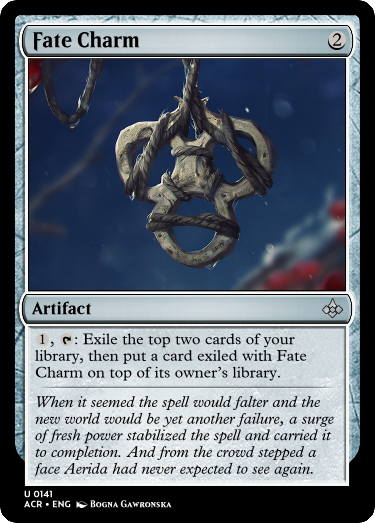 Fate Charm 2
Artifact
1, : Exile the top two cards of your
library, then put a card exiled with Fate
Charm on top of its owner's library.
When it seemed the spell would falter and the
new world would be yet another failure, a surge
of fresh power stabilized the spell and carried it
to completion. And from the crowd stepped a
face Aerida had never expected to see again.
U 0141
ACR • ENG Bogna Gawronska